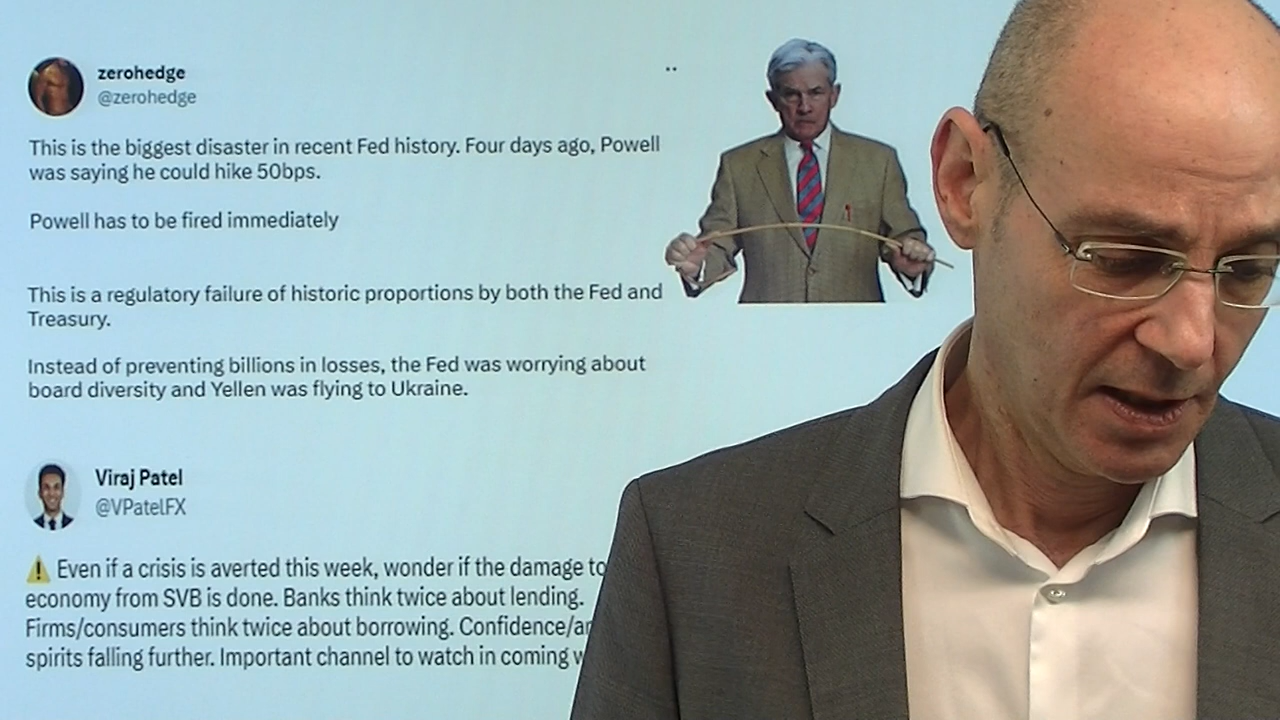 zerohedge
@zerohedge
This is the biggest disaster in recent Fed history. Four days ago, Powell
was saying he could hike 50bps.
Powell has to be fired immediately
This is a regulatory failure of historic proportions by both the Fed and
Treasury.
Instead of preventing billions in losses, the Fed was worrying about
board diversity and Yellen was flying to Ukraine.
Viraj Patel
@VPatelFX
⚠️ Even if a crisis is averted this week, wonder if the damage to
economy from SVB is done. Banks think twice about lending.
Firms/consumers think twice about borrowing.
spirits falling further. Important channel to watch in coming